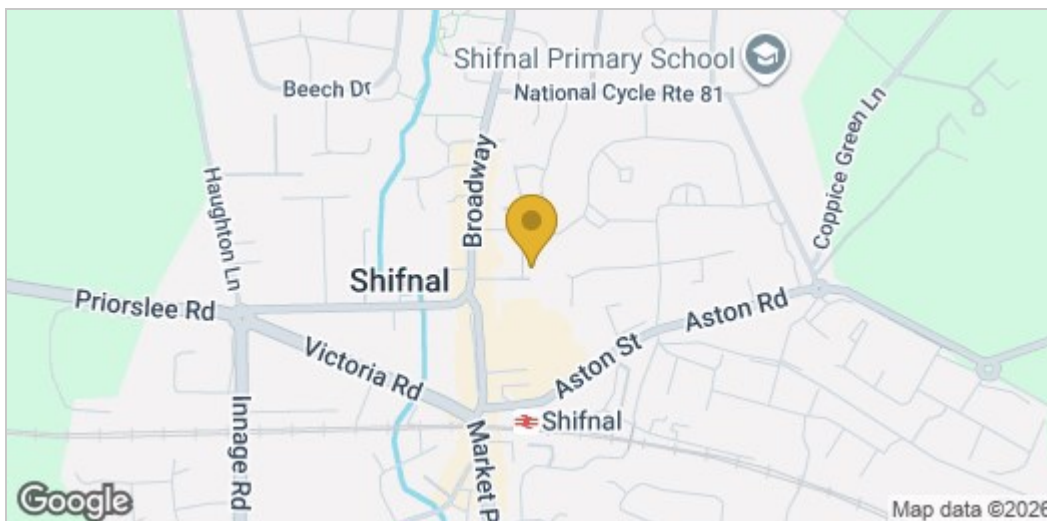 Shifnal Primary School
National Cycle Rte 81
Beech Dr
Coppice Green Ln
Broadway
Haughton Ln
Shifnal
Priorslee Rd
Aston Rd
Victoria Rd
Aston St
Shifnal
Innage Rd
Market P
Google
Map data ©2026